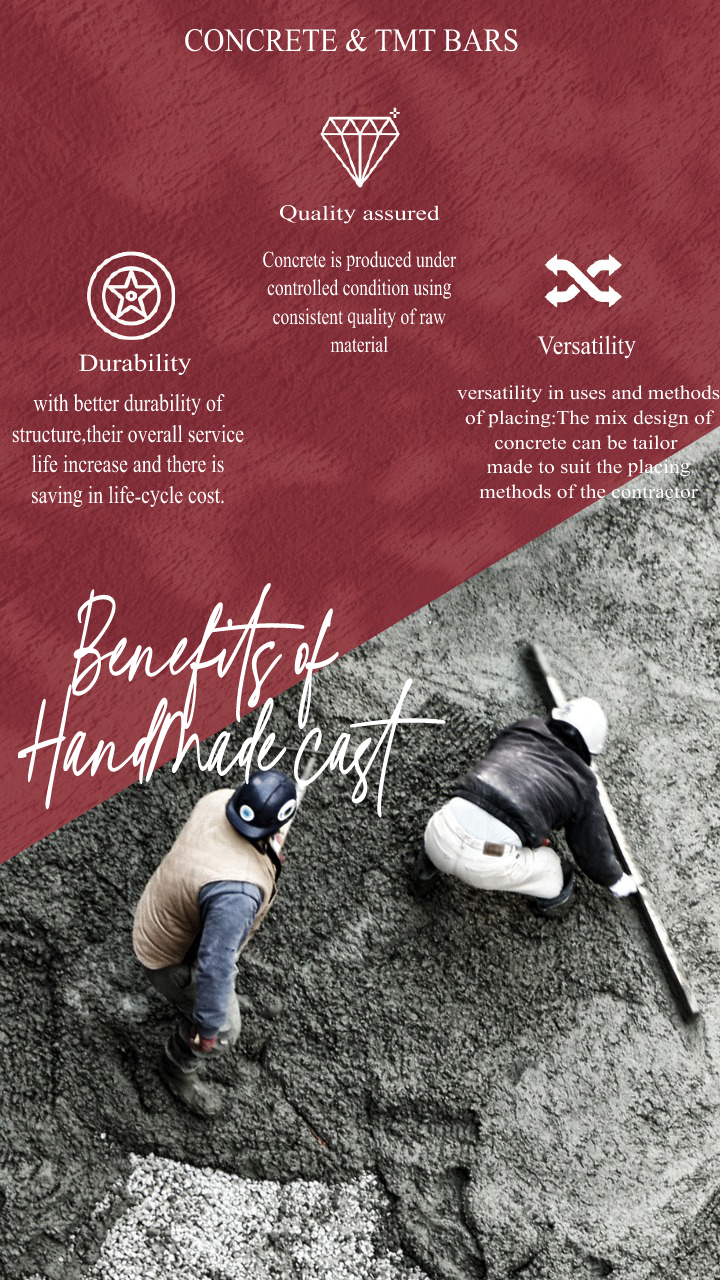 CONCRETE & TMT BARS
Quality assured
Concrete is produced under
controlled condition using
consistent quality of raw
material
Durability
with better durability of
structure,their overall service
life increase and there is
saving in life-cycle cost.
Versatility
versatility in uses and methods
of placing:The mix design of
concrete can be tailor
made to suit the placing
methods of the contractor
Benefits of
HandMade cast